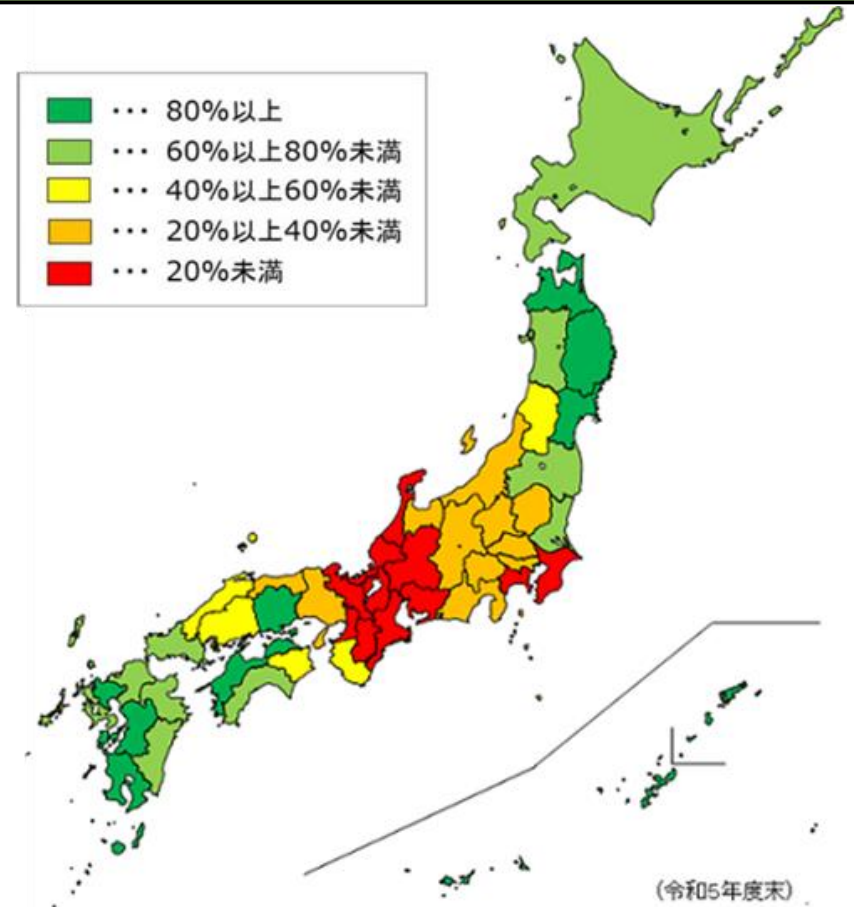 … 80%以上
… 60%以上80%未満
… 40%以上60%未満
… 20%以上40%未満
… 20%未満
(令和5年度末)